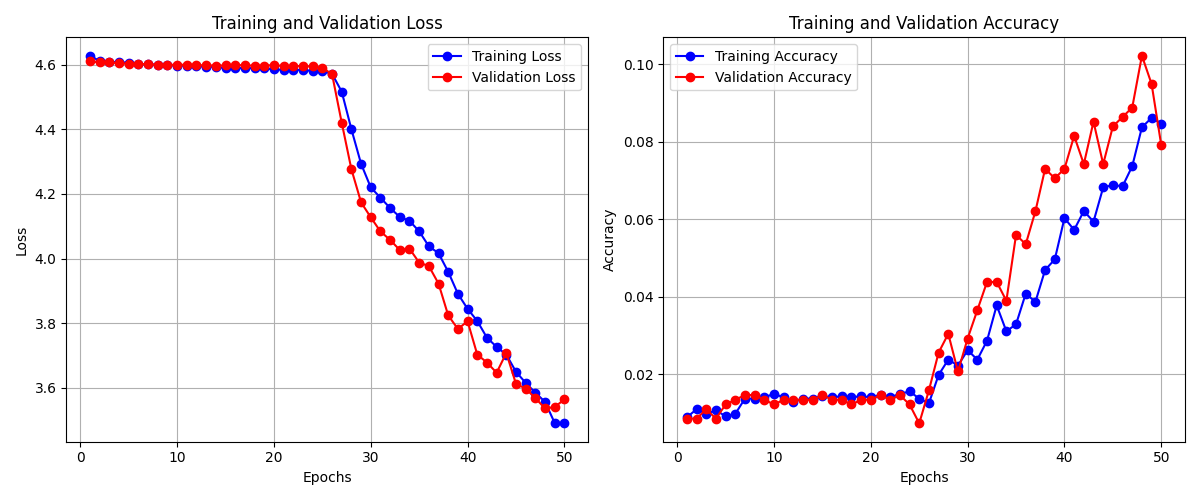 Training and Validation Loss
Training Loss
Validation Loss
Loss
4.6
4.4
4.2
4.0
3.8
3.6
0 10 20 30 40 50
Epochs
Training and Validation Accuracy
Training Accuracy
Validation Accuracy
Accuracy
0.10
0.08
0.06
0.04
0.02
0 10 20 30 40 50
Epochs